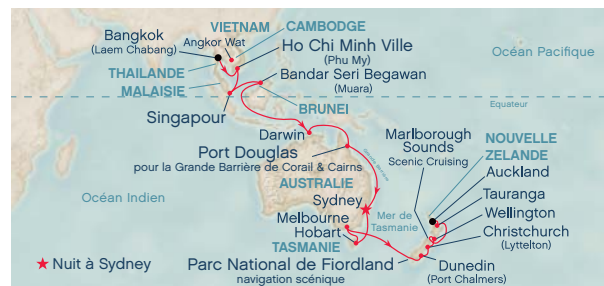 Bangkok
(Laem Chabang)
VIETNAM
CAMBODGE
Angkor Wat
Ho Chi Minh Ville
(Phu My)
Océan Pacifique
THAILANDE
Bandar Seri Begawan
(Muara)
MALAISIE
BRUNEI
Equateur
Singapour
Darwin
Marlborough
Sounds
Scenic Cruising
NOUVELLE
ZELANDE
Port Douglas
pour la Grande Barrière de Corail & Cairns
Auckland
AUSTRALIE
Tauranga
Océan Indien
Sydney
Mer de
Tasmanie
Wellington
Melbourne
Hobart
Christchurch
(Lyttelton)
TASMANIE
★ Nuit à Sydney
Parc National de Fiordland
navigation scénique
Dunedin
(Port Chalmers)